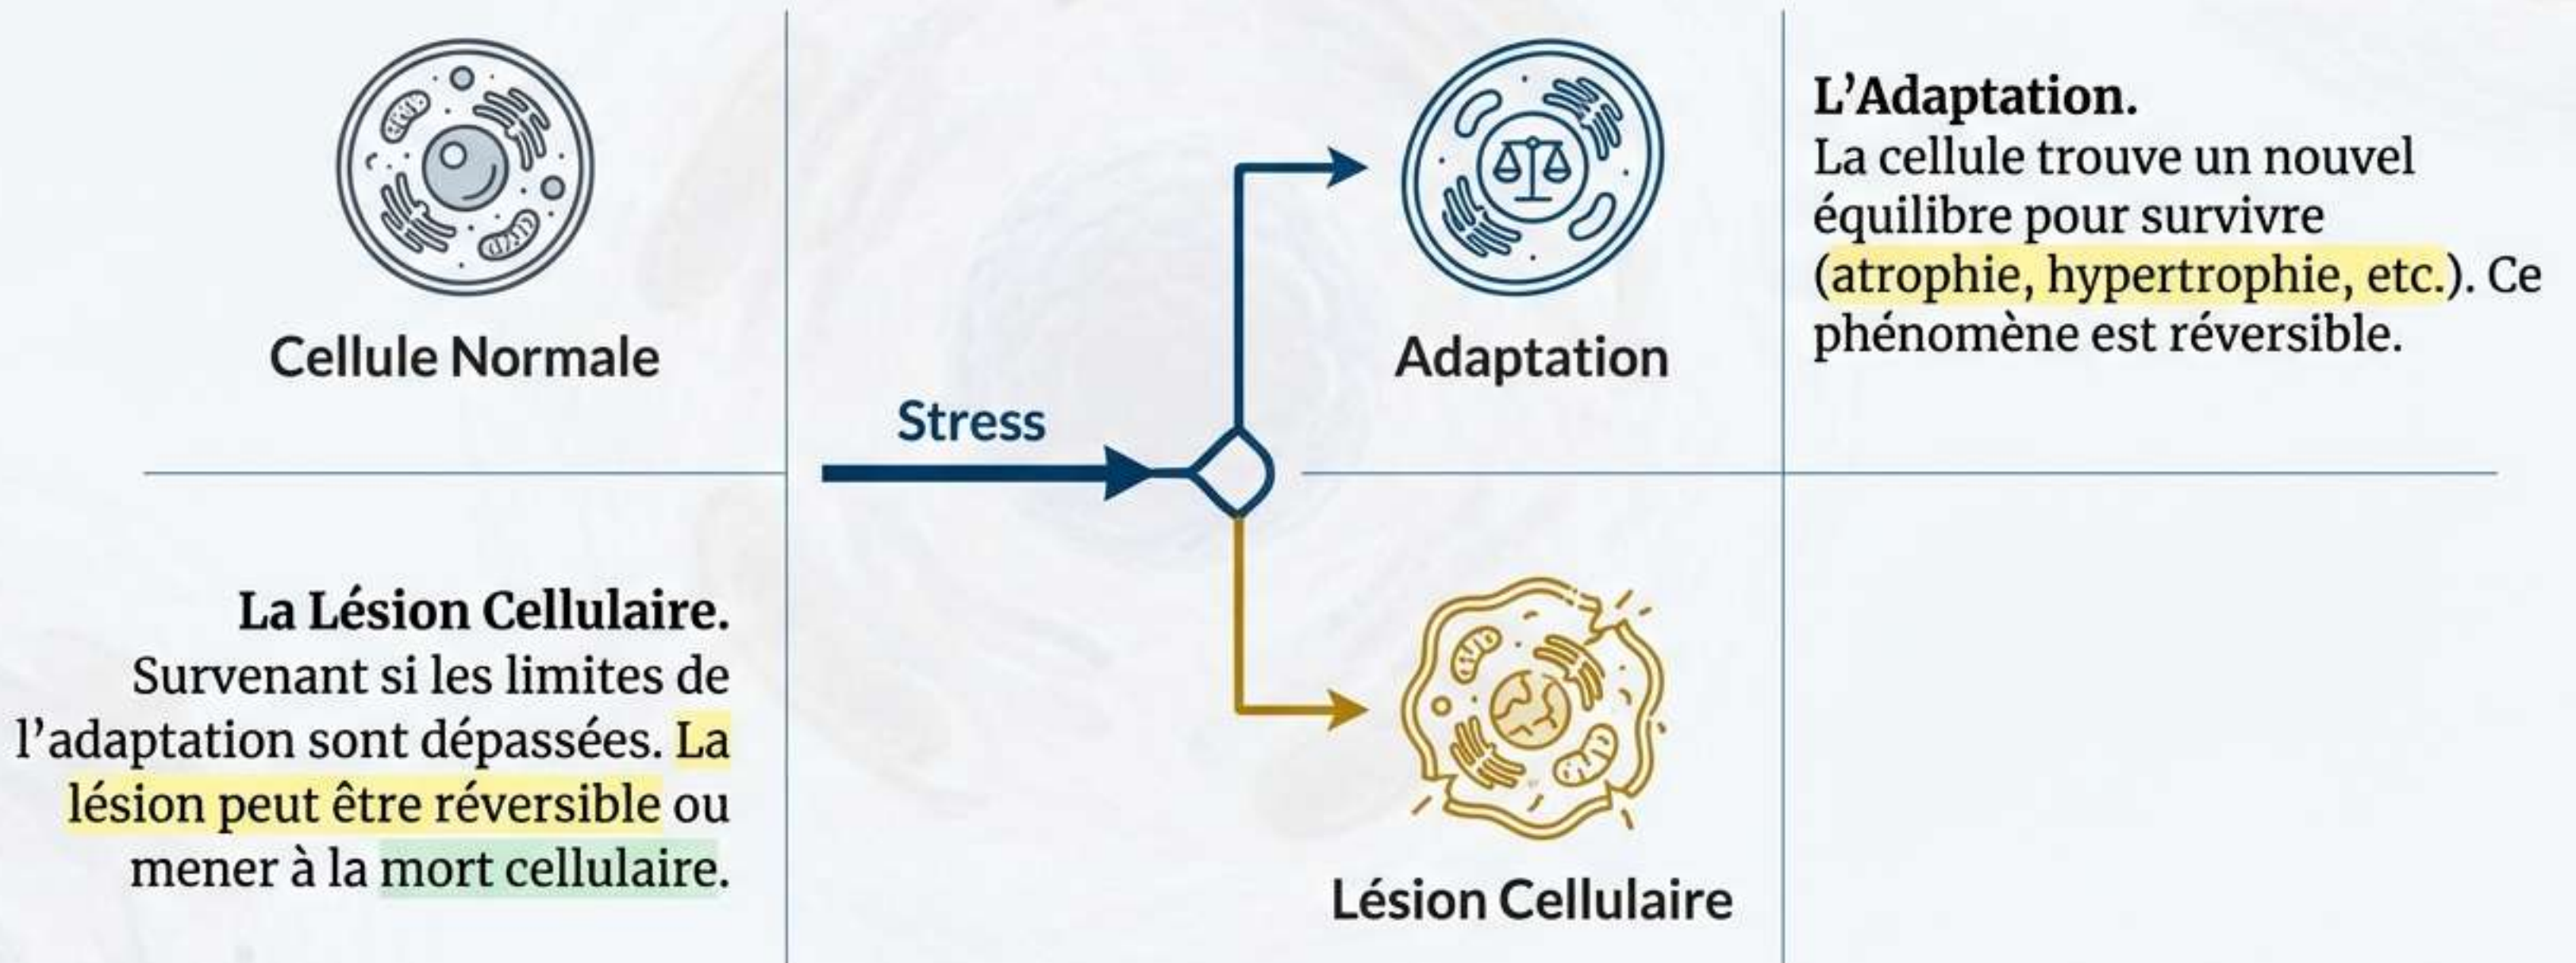 Cellule Normale
Stress
Adaptation
L’Adaptation.
La cellule trouve un nouvel
équilibre pour survivre
(atrophie, hypertrophie, etc.). Ce
phénomène est réversible.
La Lésion Cellulaire.
Survenant si les limites de
l’adaptation sont dépassées. La
lésion peut être réversible ou
mener à la mort cellulaire.
Lésion Cellulaire